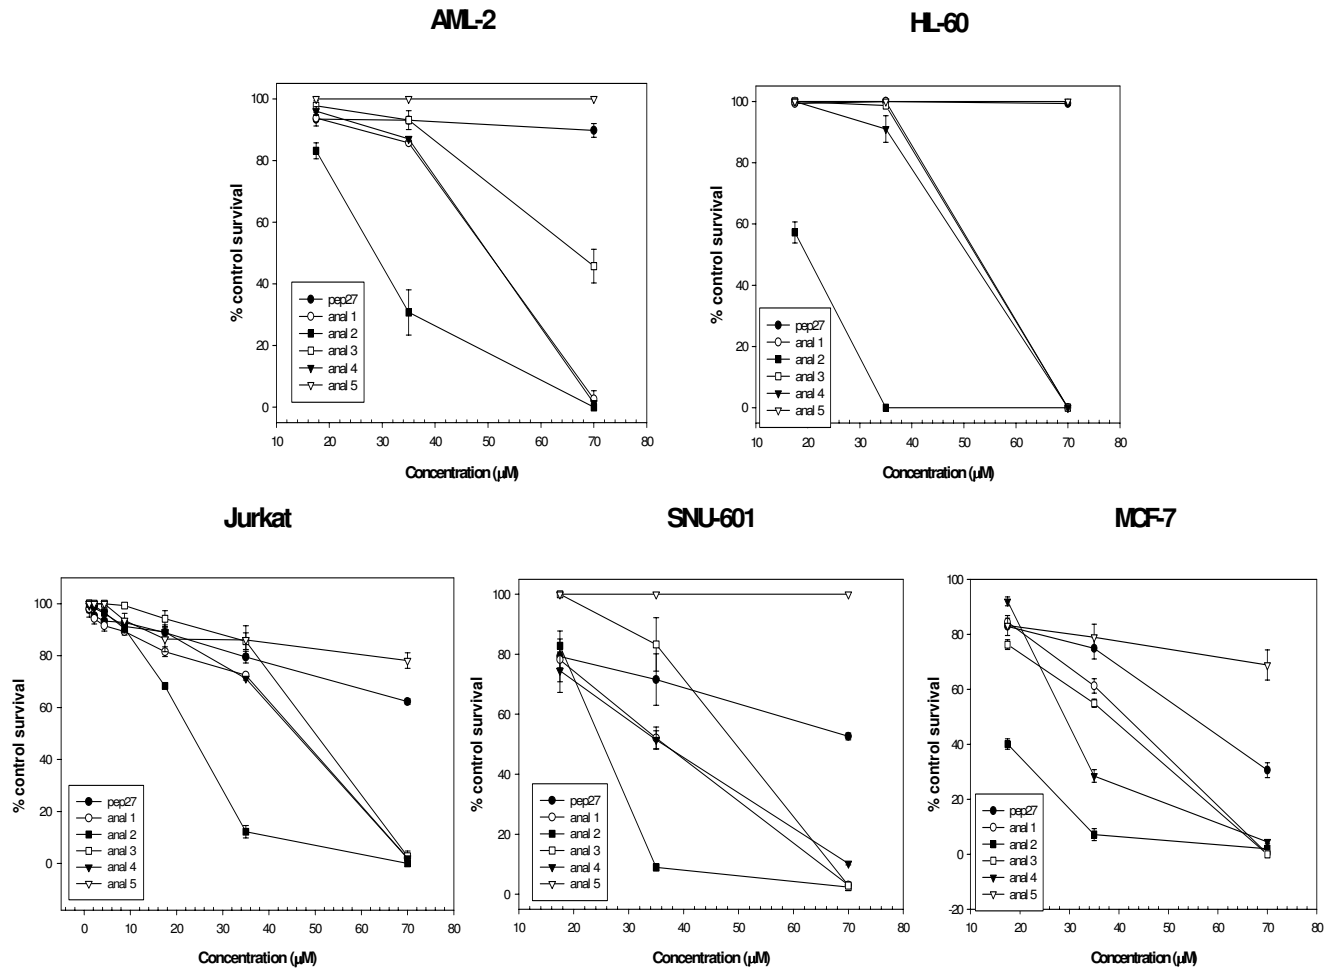 AML-2
100
80
60
40
20
0
% control survival
pep27
anal 1
anal 2
anal 3
anal 4
anal 5
10 20 30 40 50 60 70 80
Concentration (µM)
HL-60
100
80
60
40
20
0
% control survival
pep27
anal 1
anal 2
anal 3
anal 4
anal 5
10 20 30 40 50 60 70 80
Concentration (µM)
Jurkat
100
80
60
40
20
0
% control survival
pep27
anal 1
anal 2
anal 3
anal 4
anal 5
0 10 20 30 40 50 60 70 80
Concentration (µM)
SNU-601
100
80
60
40
20
0
% control survival
pep27
anal 1
anal 2
anal 3
anal 4
anal 5
10 20 30 40 50 60 70 80
Concentration (µM)
MCF-7
100
80
60
40
20
0
-20
% control survival
pep27
anal 1
anal 2
anal 3
anal 4
anal 5
10 20 30 40 50 60 70 80
Concentration (µM)